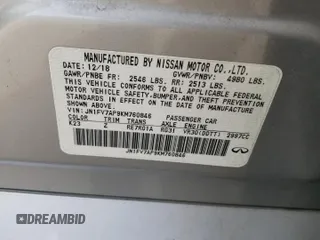 MANUFACTURED BY NISSAN MOTOR CO.,LTD.
12/18 GVWR/PNBV: 4980 LBS.
GAWR/PNBE FR: 2546 LBS. RR: 2513 LBS.
THIS VEHICLE CONFORMS TO ALL APPLICABLE FEDERAL
MOTOR VEHICLE SAFETY,BUMPER,AND THEFT
PREVENTION STANDARDS IN EFFECT ON THE DATE OF
MANUFACTURE SHOWN ABOVE.
VIN: JN1FV7AP9KM760846 PASSENGER CAR
COLOR TRIM TRANS AXLE ENGINE
K23 Z RE7R01A R031 VR30(DDTT) 2997CC
JN1FV7AP9KM760846
INFINITI
DREAMBID